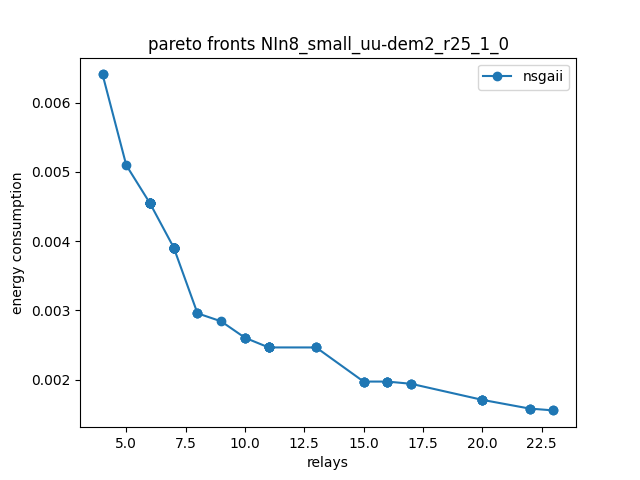 pareto fronts NIn8_small_uu-dem2_r25_1_0
nsgaii
energy consumption
0.006
0.005
0.004
0.003
0.002
5.0 7.5 10.0 12.5 15.0 17.5 20.0 22.5
relays